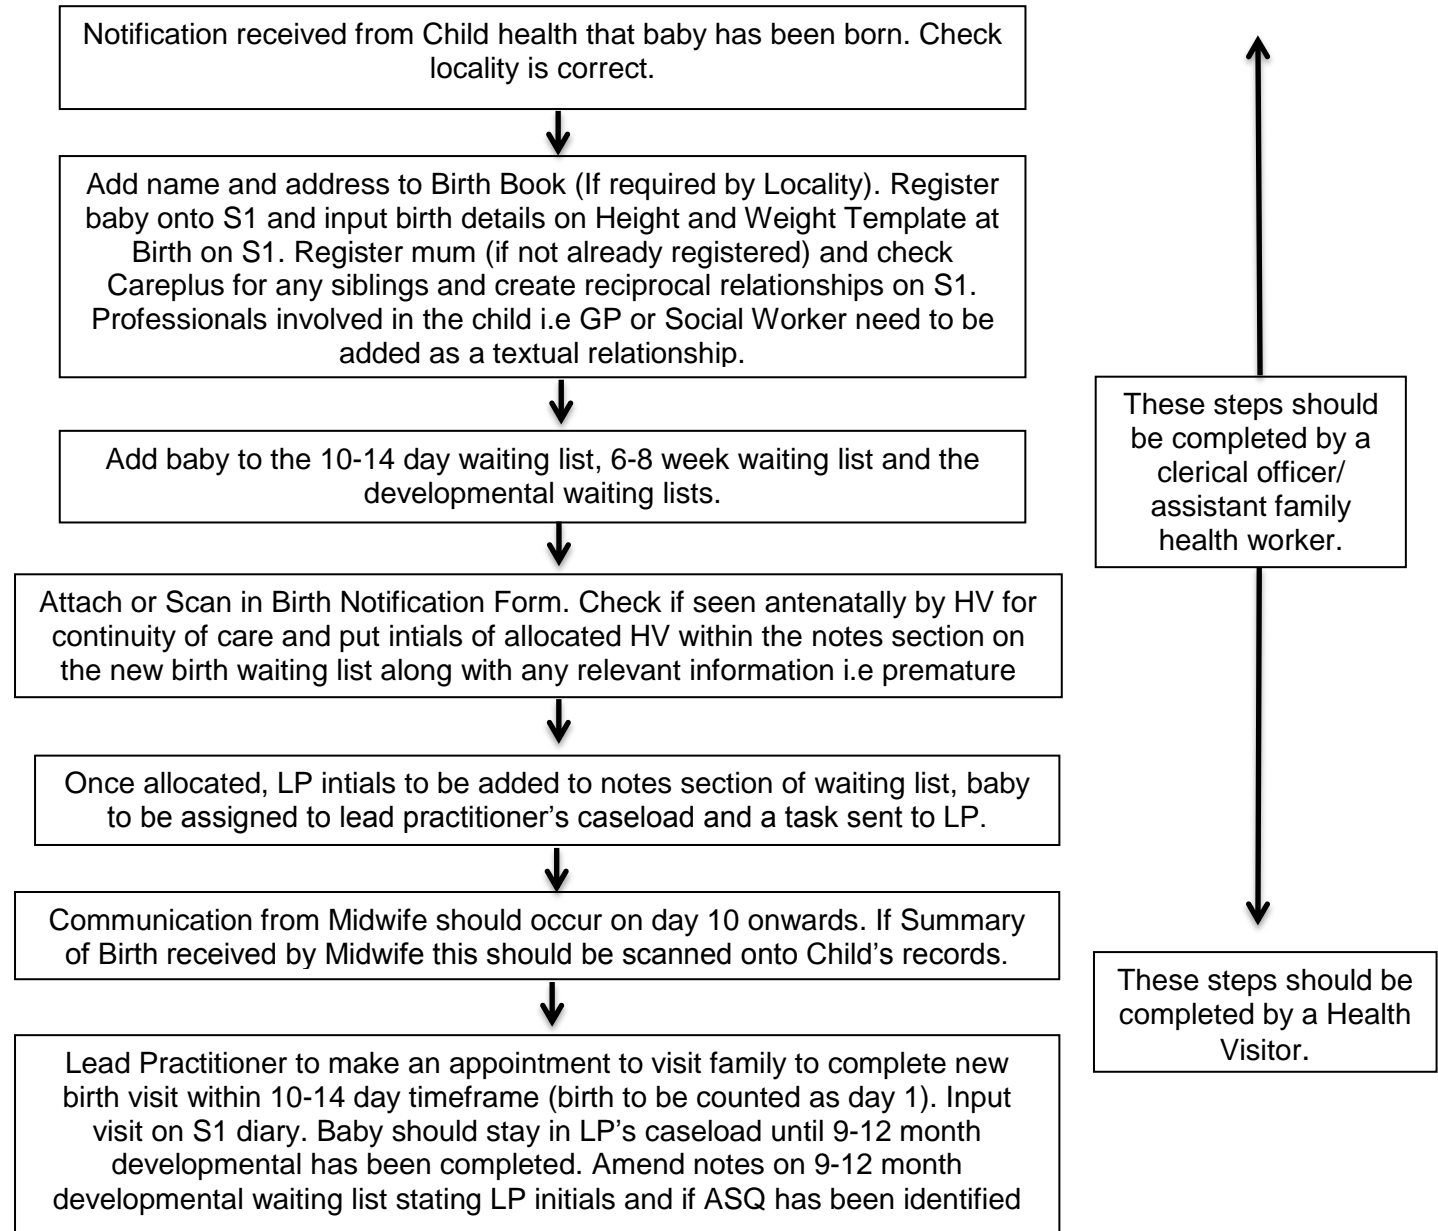 Notification received from Child health that baby has been born. Check
locality is correct.
Add name and address to Birth Book (If required by Locality). Register
baby onto S1 and input birth details on Height and Weight Template at
Birth on S1. Register mum (if not already registered) and check
Careplus for any siblings and create reciprocal relationships on S1.
Professionals involved in the child i.e GP or Social Worker need to be
added as a textual relationship.
Add baby to the 10-14 day waiting list, 6-8 week waiting list and the
developmental waiting lists.
Attach or Scan in Birth Notification Form. Check if seen antenatally by HV for
continuity of care and put intials of allocated HV within the notes section on
the new birth waiting list along with any relevant information i.e premature
Once allocated, LP intials to be added to notes section of waiting list, baby
to be assigned to lead practitioner’s caseload and a task sent to LP.
Communication from Midwife should occur on day 10 onwards. If Summary
of Birth received by Midwife this should be scanned onto Child’s records.
Lead Practitioner to make an appointment to visit family to complete new
birth visit within 10-14 day timeframe (birth to be counted as day 1). Input
visit on S1 diary. Baby should stay in LP’s caseload until 9-12 month
developmental has been completed. Amend notes on 9-12 month
developmental waiting list stating LP initials and if ASQ has been identified
These steps should
be completed by a
clerical officer/
assistant family
health worker.
These steps should be
completed by a Health
Visitor.